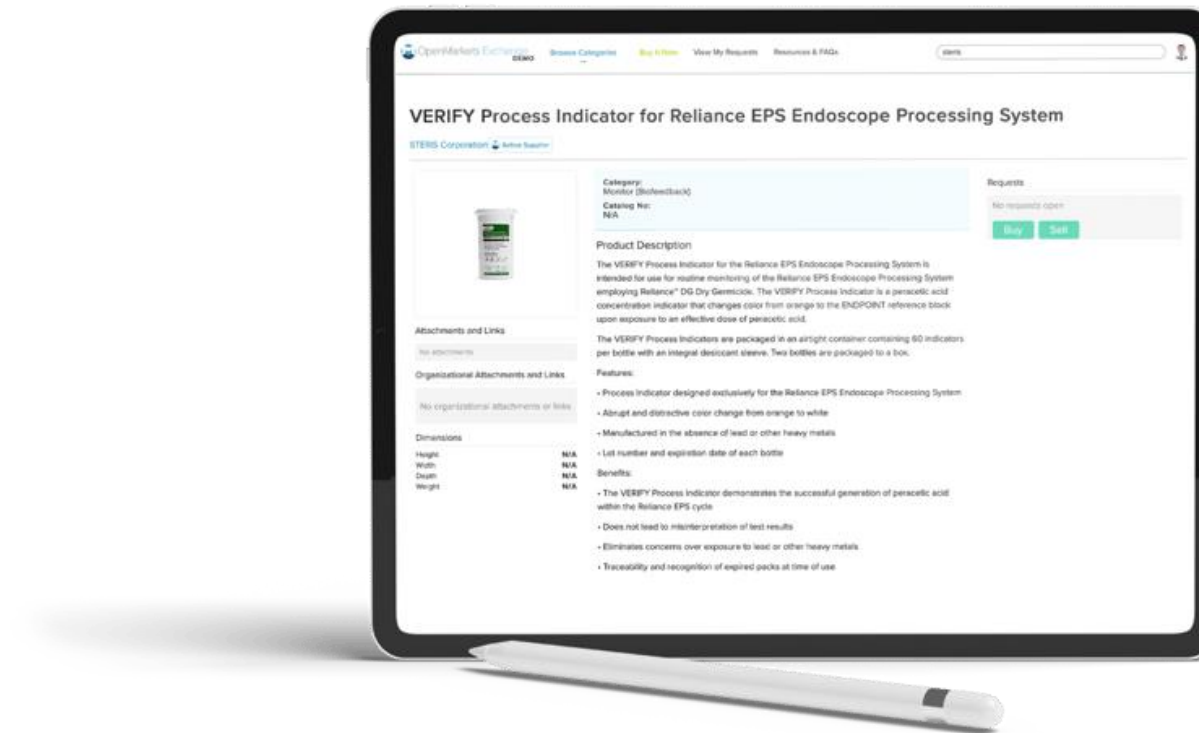 OpenMarkets Exchange
DEMO
Browse Categories
Buy It Now
View My Requests
Resources & FAQs
steris
VERIFY Process Indicator for Reliance EPS Endoscope Processing System
STERIS Corporation
Active Supplier
Category:
Monitor (Biofeedback)
Catalog No:
N/A
Requests
No requests open
Buy
Sell
Product Description
The VERIFY Process Indicator for the Reliance EPS Endoscope Processing System is
intended for use for routine monitoring of the Reliance EPS Endoscope Processing System
employing Reliance™ DG Dry Germicide. The VERIFY Process Indicator is a peracetic acid
concentration indicator that changes color from orange to the ENDPOINT reference block
upon exposure to an effective dose of peracetic acid.
The VERIFY Process Indicators are packaged in an airtight container containing 60 indicators
per bottle with an integral desiccant sleeve. Two bottles are packaged to a box.
Features:
• Process Indicator designed exclusively for the Reliance EPS Endoscope Processing System
• Abrupt and distractive color change from orange to white
• Manufactured in the absence of lead or other heavy metals
• Lot number and expiration date of each bottle
Benefits:
• The VERIFY Process Indicator demonstrates the successful generation of peracetic acid
within the Reliance EPS cycle
• Does not lead to misinterpretation of test results
• Eliminates concerns over exposure to lead or other heavy metals
• Traceability and recognition of expired packs at time of use
Attachments and Links
No attachments
Organizational Attachments and Links
No organizational attachments or links
Dimensions
Height N/A
Width N/A
Depth N/A
Weight N/A